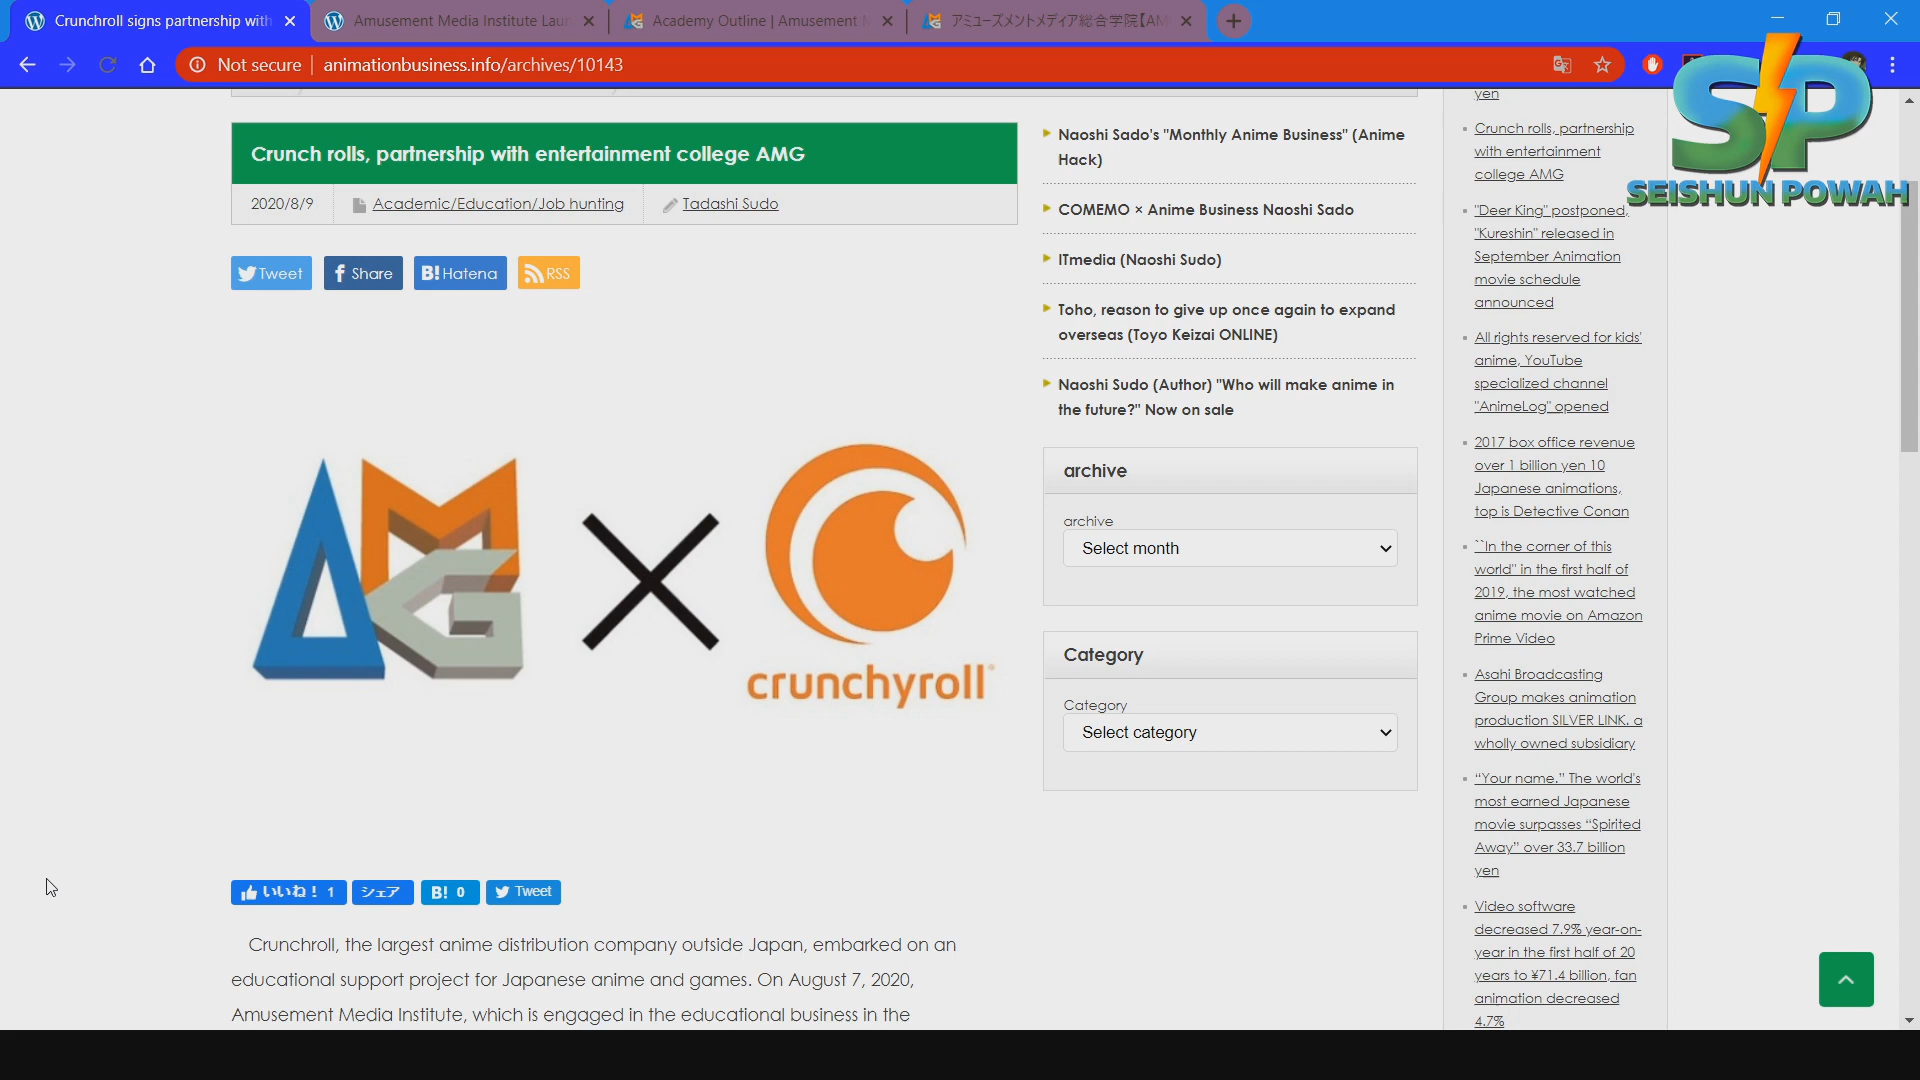 Crunchroll signs partnership with
Amusement Media Institute Laun
Academy Outline | Amusement M
アミューズメントメディア総合学院【AM
Not secure
animationbusiness.info/archives/10143
SP
SEISHUN POWAH
Crunch rolls, partnership with entertainment college AMG
2020/8/9
Academic/Education/Job hunting
Tadashi Sudo
Tweet
Share
B! Hatena
RSS
AMG
crunchyroll
いいね！ 1
シェア
B! 0
Tweet
Crunchroll, the largest anime distribution company outside Japan, embarked on an
educational support project for Japanese anime and games. On August 7, 2020,
Amusement Media Institute, which is engaged in the educational business in the
Naoshi Sado's "Monthly Anime Business" (Anime
Hack)
COMEMO × Anime Business Naoshi Sado
ITmedia (Naoshi Sudo)
Toho, reason to give up once again to expand
overseas (Toyo Keizai ONLINE)
Naoshi Sudo (Author) "Who will make anime in
the future?" Now on sale
archive
archive
Select month
Category
Category
Select category
yen
Crunch rolls, partnership
with entertainment
college AMG
"Deer King" postponed,
"Kureshin" released in
September Animation
movie schedule
announced
All rights reserved for kids'
anime, YouTube
specialized channel
"AnimeLog" opened
2017 box office revenue
over 1 billion yen 10
Japanese animations,
top is Detective Conan
``In the corner of this
world" in the first half of
2019, the most watched
anime movie on Amazon
Prime Video
Asahi Broadcasting
Group makes animation
production SILVER LINK. a
wholly owned subsidiary
“Your name.” The world's
most earned Japanese
movie surpasses “Spirited
Away” over 33.7 billion
yen
Video software
decreased 7.9% year-on-
year in the first half of 20
years to ¥71.4 billion, fan
animation decreased
4.7%